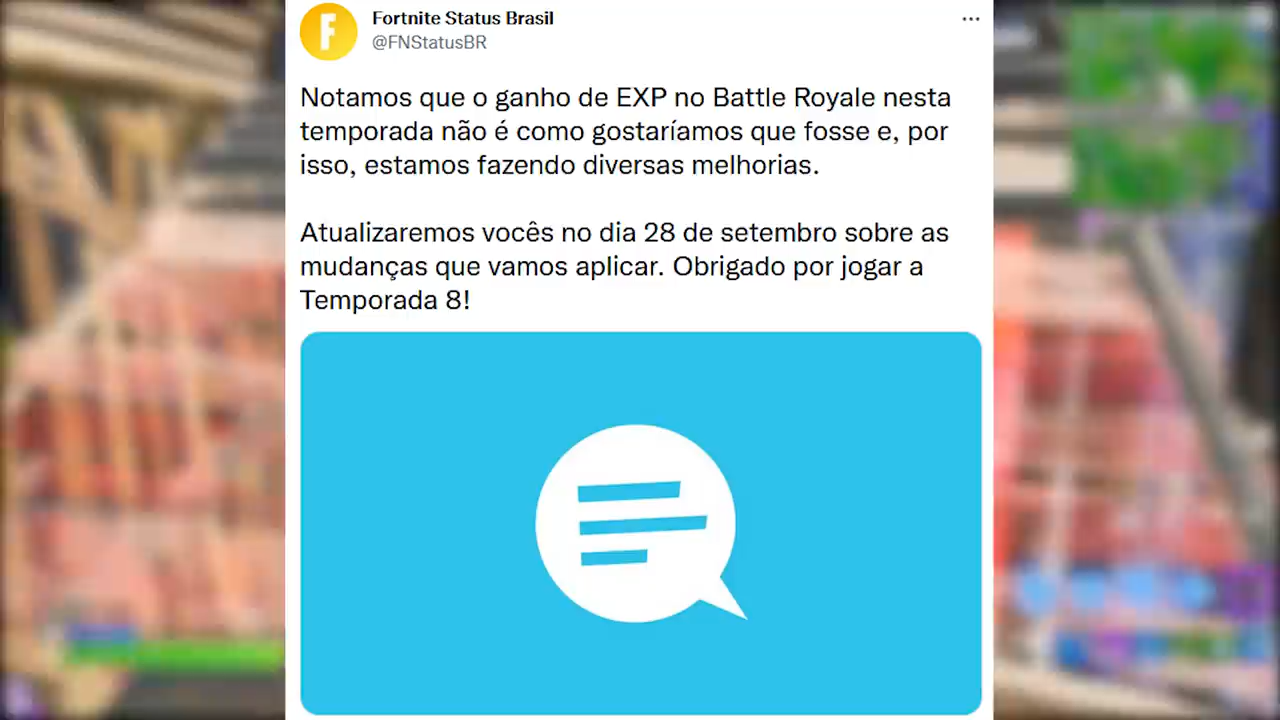 Fortnite Status Brasil
@FNStatusBR
Notamos que o ganho de EXP no Battle Royale nesta
temporada não é como gostaríamos que fosse e, por
isso, estamos fazendo diversas melhorias.
Atualizaremos vocês no dia 28 de setembro sobre as
mudanças que vamos aplicar. Obrigado por jogar a
Temporada 8!